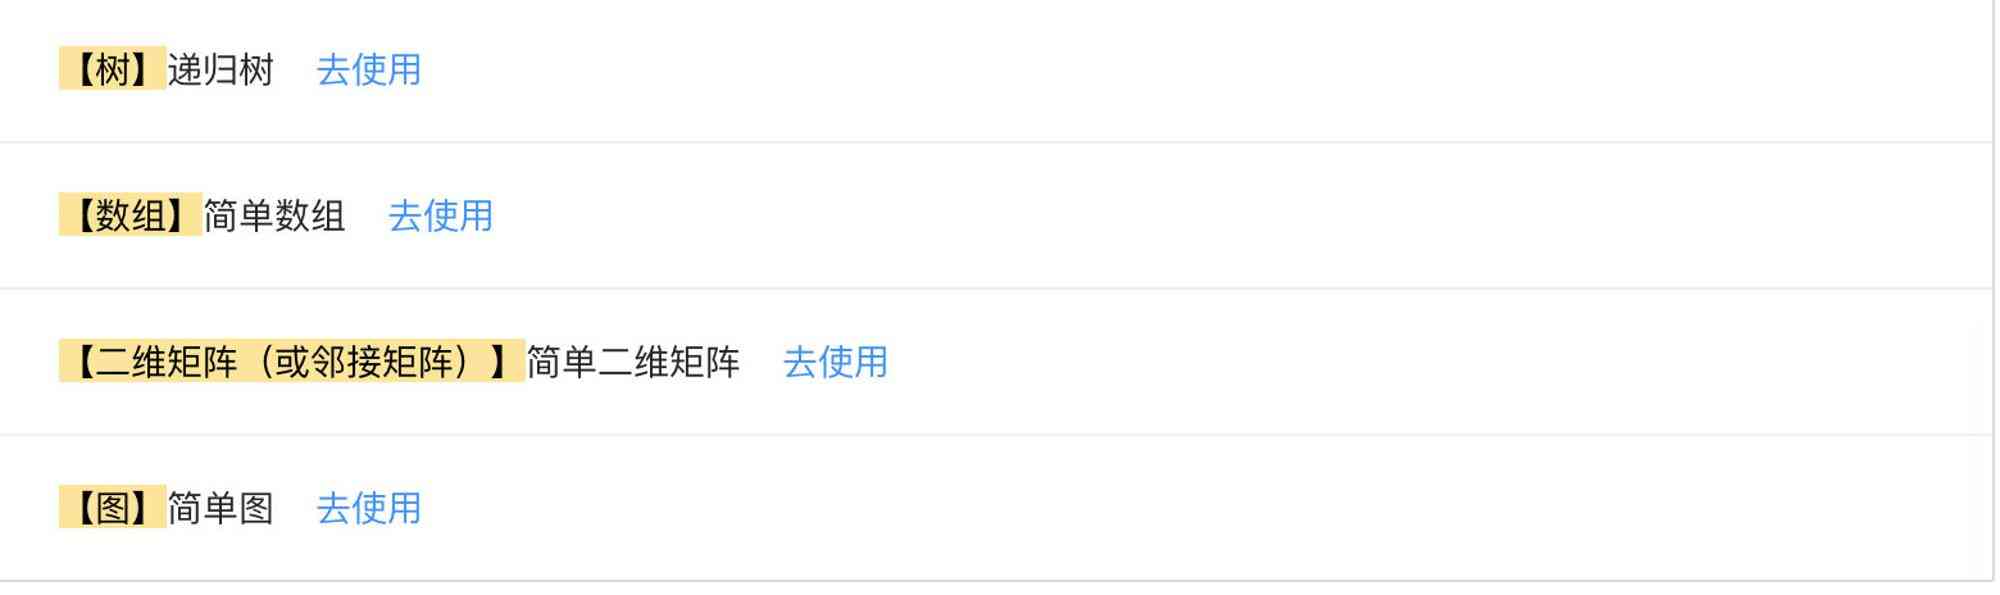 【树】递归树 去使用
【数组】简单数组 去使用
【二维矩阵（或邻接矩阵）】简单二维矩阵 去使用
【图】简单图 去使用